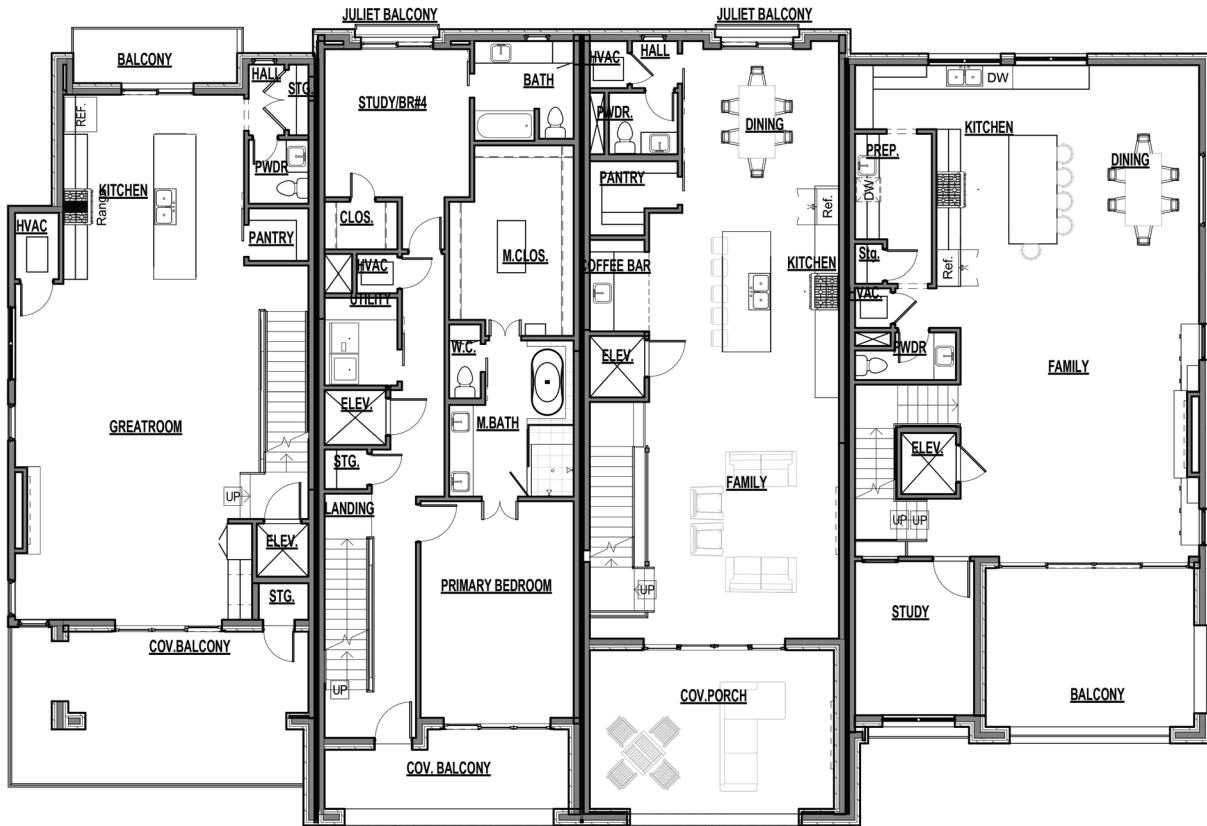 JULIET BALCONY
JULIET BALCONY
BALCONY
HALL
STG.
REF.
KITCHEN
Range
PWDR
PANTRY
HVAC
GREATROOM
UP
ELEV.
STG.
COV.BALCONY
STUDY/BR#4
BATH
CLOS.
M.CLOS.
HVAC
UTILITY
W.C.
ELEV.
M.BATH
STG.
LANDING
PRIMARY BEDROOM
UP
COV. BALCONY
HVAC
HALL
PWDR.
DINING
PANTRY
Ref.
COFFEE BAR
KITCHEN
ELEV.
FAMILY
UP
COV.PORCH
DW
KITCHEN
PREP.
DINING
DW
Stg.
Ref.
HVAC.
PWDR
FAMILY
ELEV.
UP
UP
STUDY
BALCONY